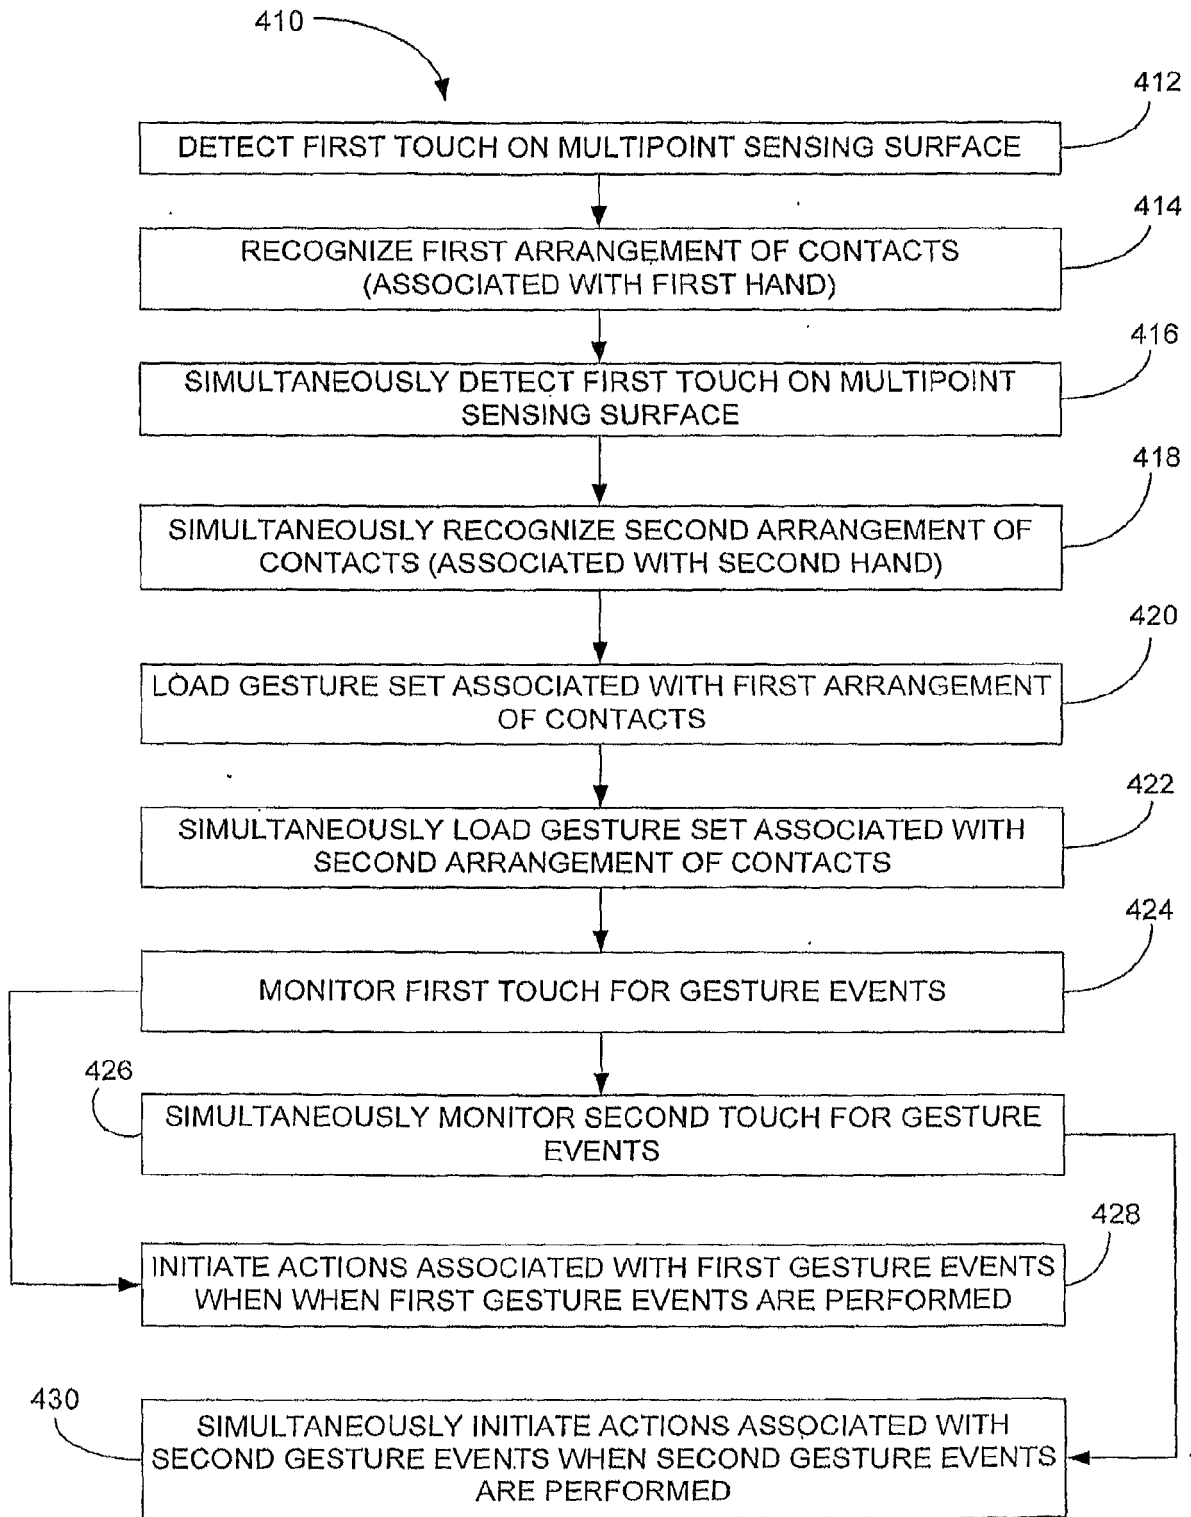 410
412
DETECT FIRST TOUCH ON MULTIPOINT SENSING SURFACE
414
RECOGNIZE FIRST ARRANGEMENT OF CONTACTS
(ASSOCIATED WITH FIRST HAND)
416
SIMULTANEOUSLY DETECT FIRST TOUCH ON MULTIPOINT
SENSING SURFACE
418
SIMULTANEOUSLY RECOGNIZE SECOND ARRANGEMENT OF
CONTACTS (ASSOCIATED WITH SECOND HAND)
420
LOAD GESTURE SET ASSOCIATED WITH FIRST ARRANGEMENT
OF CONTACTS
422
SIMULTANEOUSLY LOAD GESTURE SET ASSOCIATED WITH
SECOND ARRANGEMENT OF CONTACTS
424
MONITOR FIRST TOUCH FOR GESTURE EVENTS
426
SIMULTANEOUSLY MONITOR SECOND TOUCH FOR GESTURE
EVENTS
428
INITIATE ACTIONS ASSOCIATED WITH FIRST GESTURE EVENTS
WHEN WHEN FIRST GESTURE EVENTS ARE PERFORMED
430
SIMULTANEOUSLY INITIATE ACTIONS ASSOCIATED WITH
SECOND GESTURE EVENTS WHEN SECOND GESTURE EVENTS
ARE PERFORMED